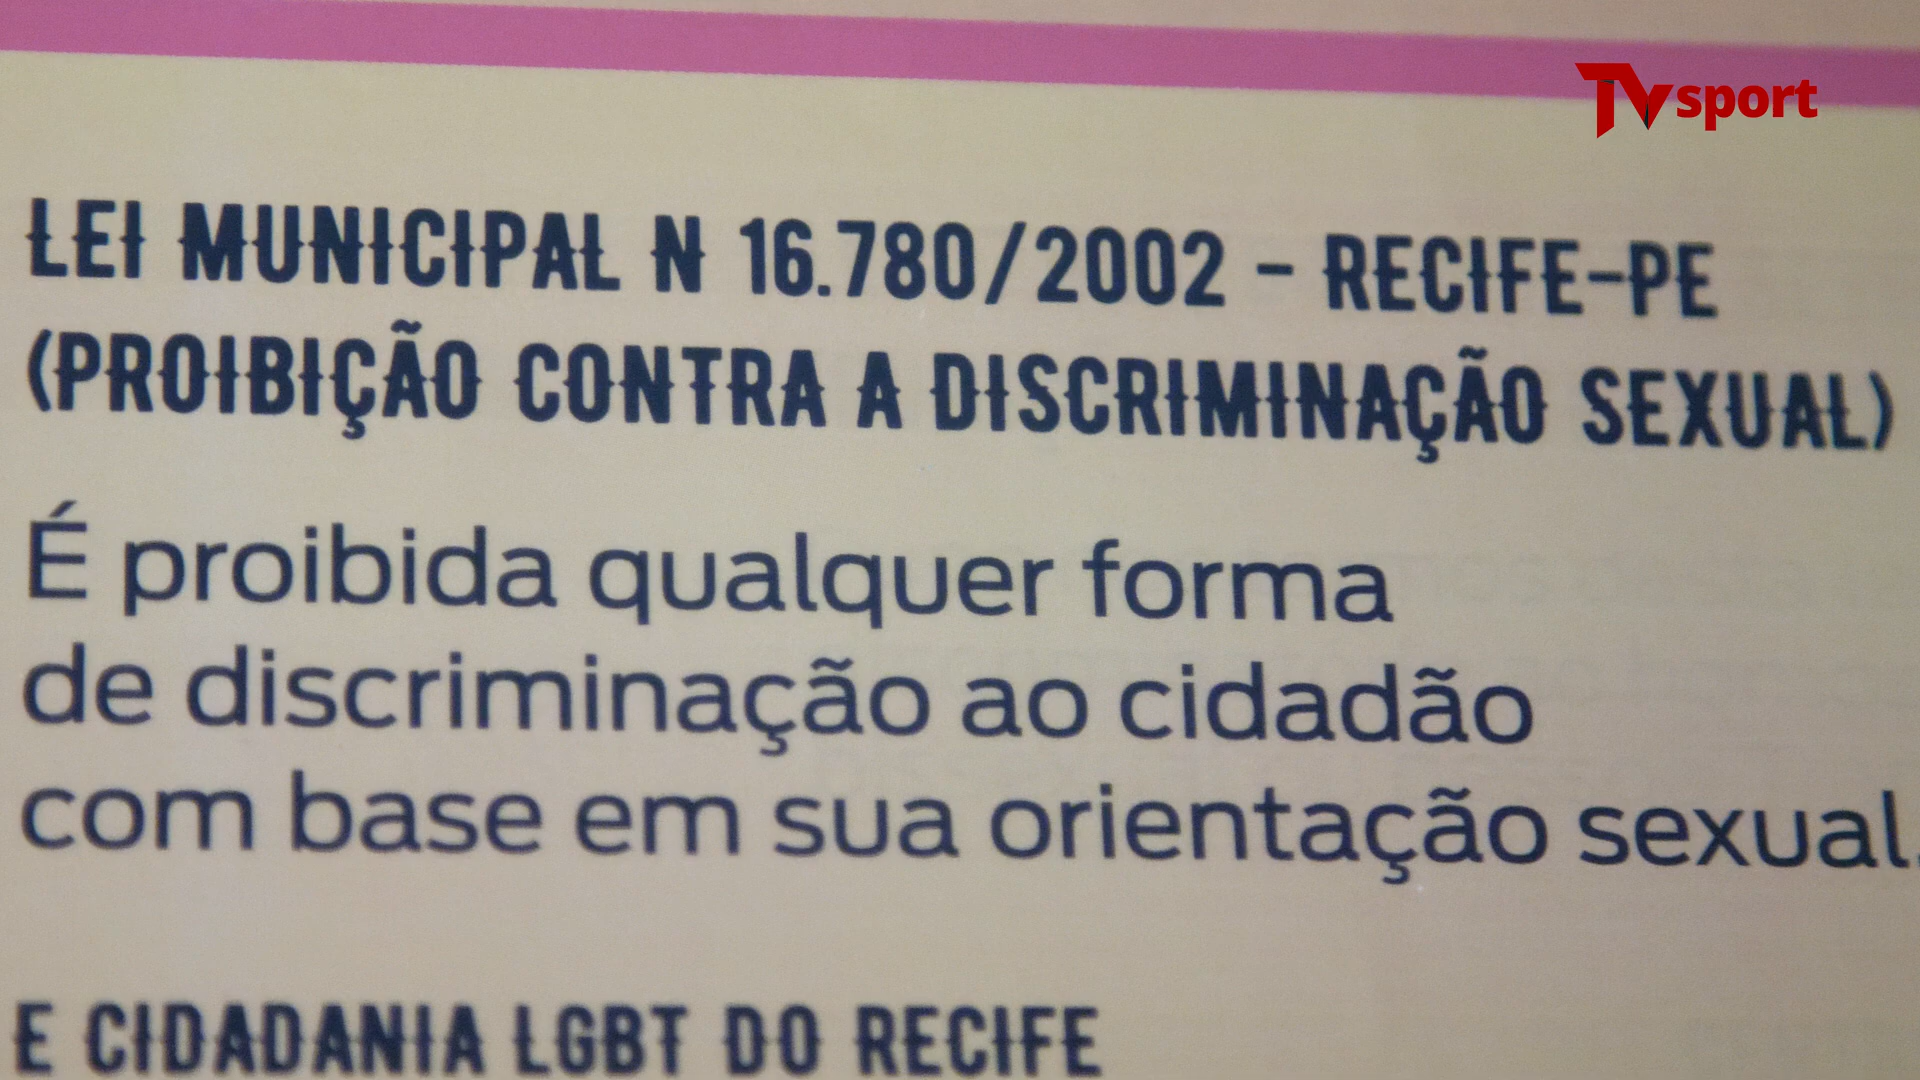 TVsport
LEI MUNICIPAL N 16.780/2002 - RECIFE-PE
(PROIBIÇÃO CONTRA A DISCRIMINAÇÃO SEXUAL)
É proibida qualquer forma
de discriminação ao cidadão
com base em sua orientação sexual.
E CIDADANIA LGBT DO RECIFE